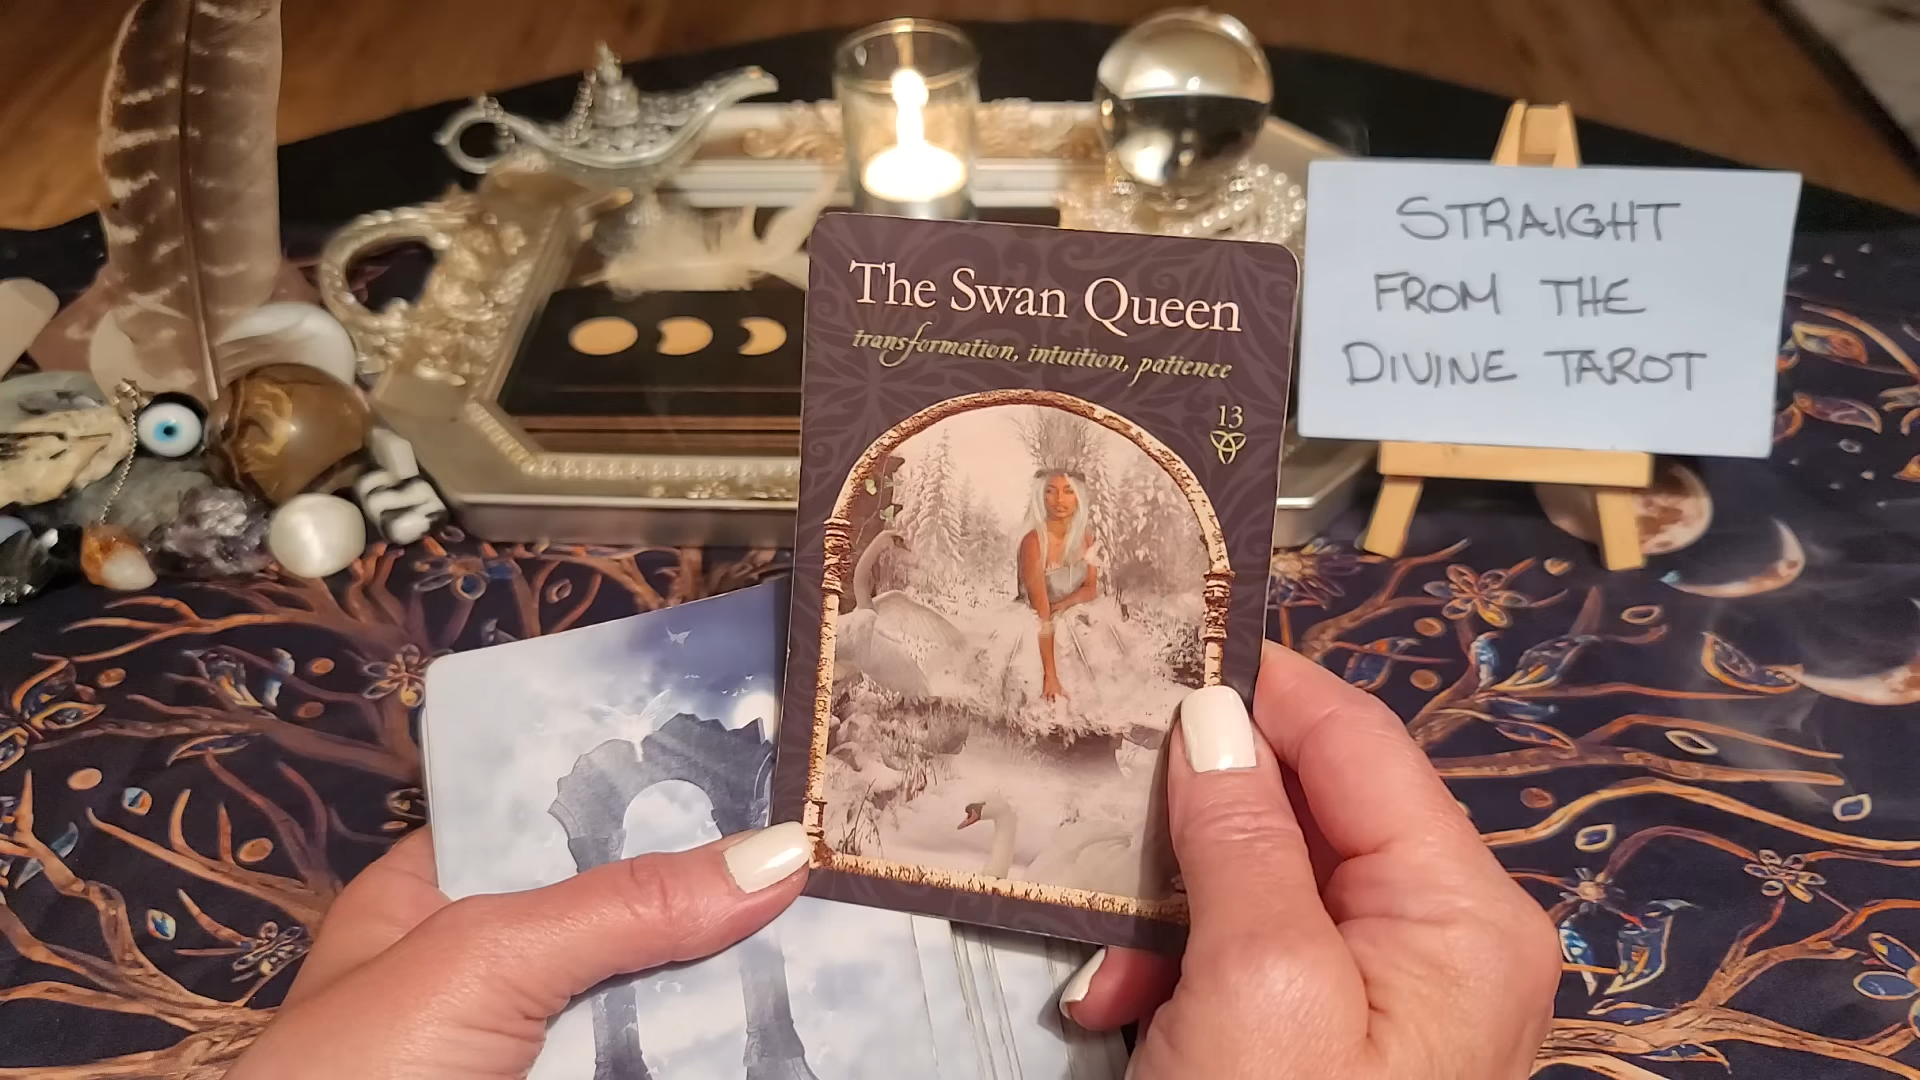 The Swan Queen
transformation, intuition, patience
13
STRAIGHT
FROM THE
DIVINE TAROT